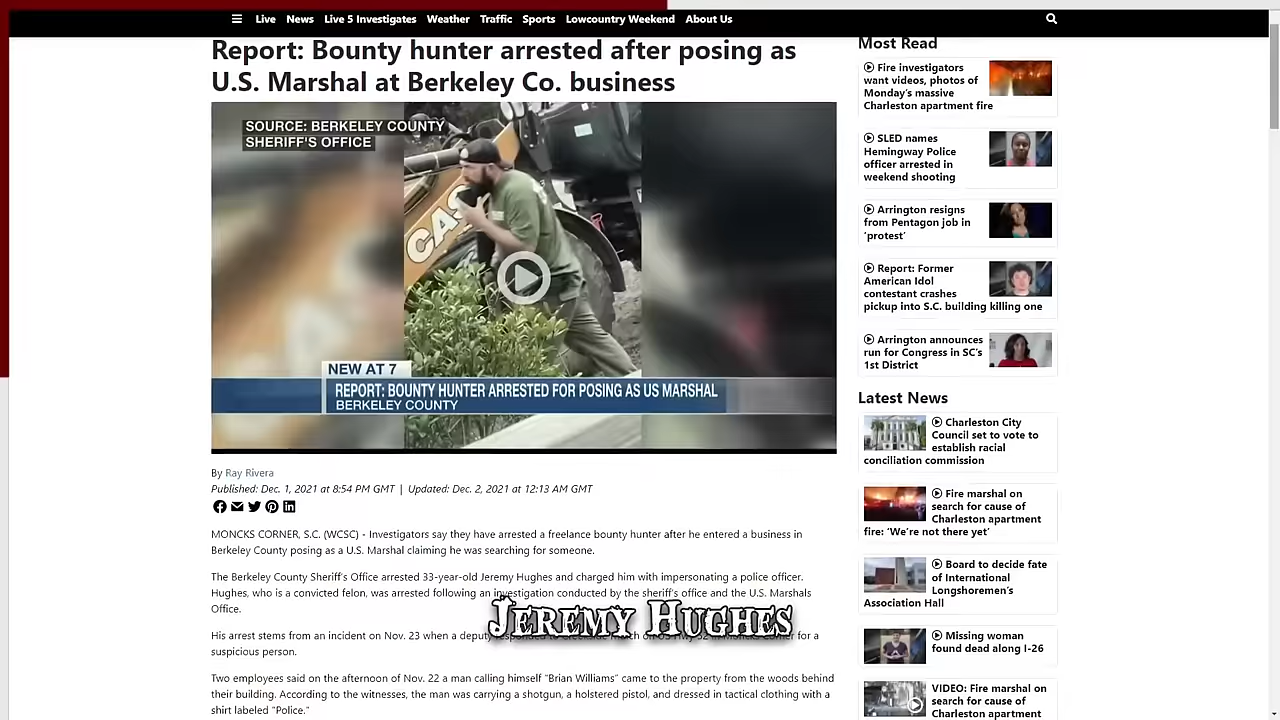 Live News Live 5 Investigates Weather Traffic Sports Lowcountry Weekend About Us
Report: Bounty hunter arrested after posing as
U.S. Marshal at Berkeley Co. business
SOURCE: BERKELEY COUNTY
SHERIFF'S OFFICE
CASE
NEW AT 7
REPORT: BOUNTY HUNTER ARRESTED FOR POSING AS US MARSHAL
BERKELEY COUNTY
By Ray Rivera
Published: Dec. 1, 2021 at 8:54 PM GMT | Updated: Dec. 2, 2021 at 12:13 AM GMT
MONCKS CORNER, S.C. (WCSC) - Investigators say they have arrested a freelance bounty hunter after he entered a business in
Berkeley County posing as a U.S. Marshal claiming he was searching for someone.
The Berkeley County Sheriff's Office arrested 33-year-old Jeremy Hughes and charged him with impersonating a police officer.
Hughes, who is a convicted felon, was arrested following an investigation conducted by the sheriff's office and the U.S. Marshals
Office.
Jeremy Hughes
His arrest stems from an incident on Nov. 23 when a deputy for a
suspicious person.
Two employees said on the afternoon of Nov. 22 a man calling himself "Brian Williams" came to the property from the woods behind
their building. According to the witnesses, the man was carrying a shotgun, a holstered pistol, and dressed in tactical clothing with a
shirt labeled "Police."
Most Read
Fire investigators
want videos, photos of
Monday's massive
Charleston apartment fire
SLED names
Hemingway Police
officer arrested in
weekend shooting
Arrington resigns
from Pentagon job in
'protest'
Report: Former
American Idol
contestant crashes
pickup into S.C. building killing one
Arrington announces
run for Congress in SC's
1st District
Latest News
Charleston City
Council set to vote to
establish racial
conciliation commission
Fire marshal on
search for cause of
Charleston apartment
fire: 'We're not there yet'
Board to decide fate
of International
Longshoremen's
Association Hall
Missing woman
found dead along I-26
VIDEO: Fire marshal on
search for cause of
Charleston apartment